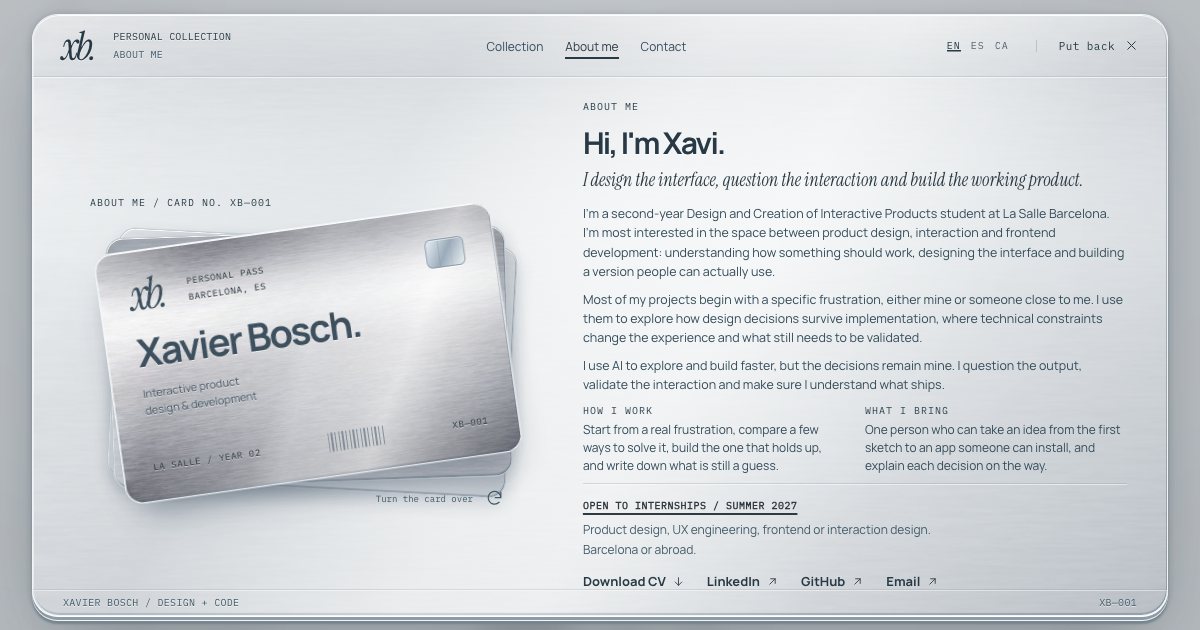 xb.
PERSONAL COLLECTION
ABOUT ME
Collection
About me
Contact
EN ES CA
Put back
ABOUT ME / CARD NO. XB—001
xb.
PERSONAL PASS
BARCELONA, ES
Xavier Bosch.
Interactive product
design & development
LA SALLE / YEAR 02
XB—001
Turn the card over
ABOUT ME
Hi, I'm Xavi.
I design the interface, question the interaction and build the working product.
I'm a second-year Design and Creation of Interactive Products student at La Salle Barcelona.
I'm most interested in the space between product design, interaction and frontend
development: understanding how something should work, designing the interface and building
a version people can actually use.
Most of my projects begin with a specific frustration, either mine or someone close to me. I use
them to explore how design decisions survive implementation, where technical constraints
change the experience and what still needs to be validated.
I use AI to explore and build faster, but the decisions remain mine. I question the output,
validate the interaction and make sure I understand what ships.
HOW I WORK
Start from a real frustration, compare a few
ways to solve it, build the one that holds up,
and write down what is still a guess.
WHAT I BRING
One person who can take an idea from the first
sketch to an app someone can install, and
explain each decision on the way.
OPEN TO INTERNSHIPS / SUMMER 2027
Product design, UX engineering, frontend or interaction design.
Barcelona or abroad.
Download CV ↓
LinkedIn ↗
GitHub ↗
Email ↗
XAVIER BOSCH / DESIGN + CODE
XB—001